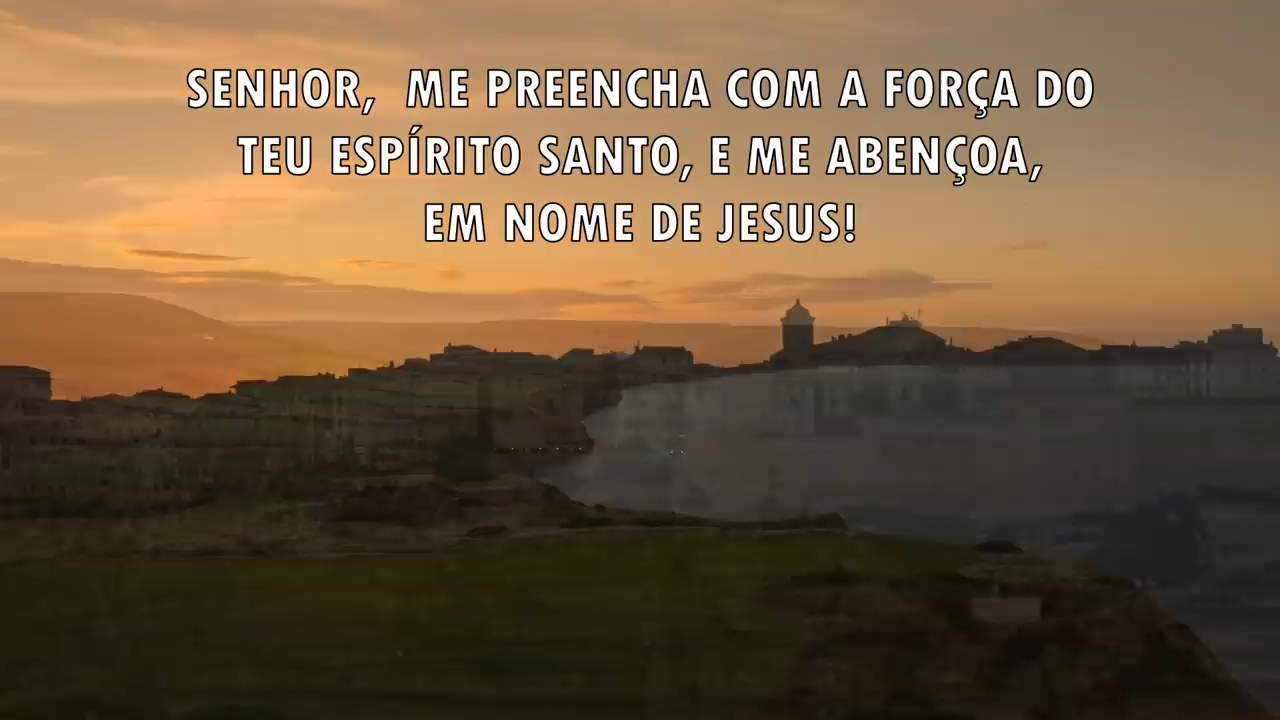 SENHOR, ME PREENCHA COM A FORÇA DO
TEU ESPÍRITO SANTO, E ME ABENÇOA,
EM NOME DE JESUS!